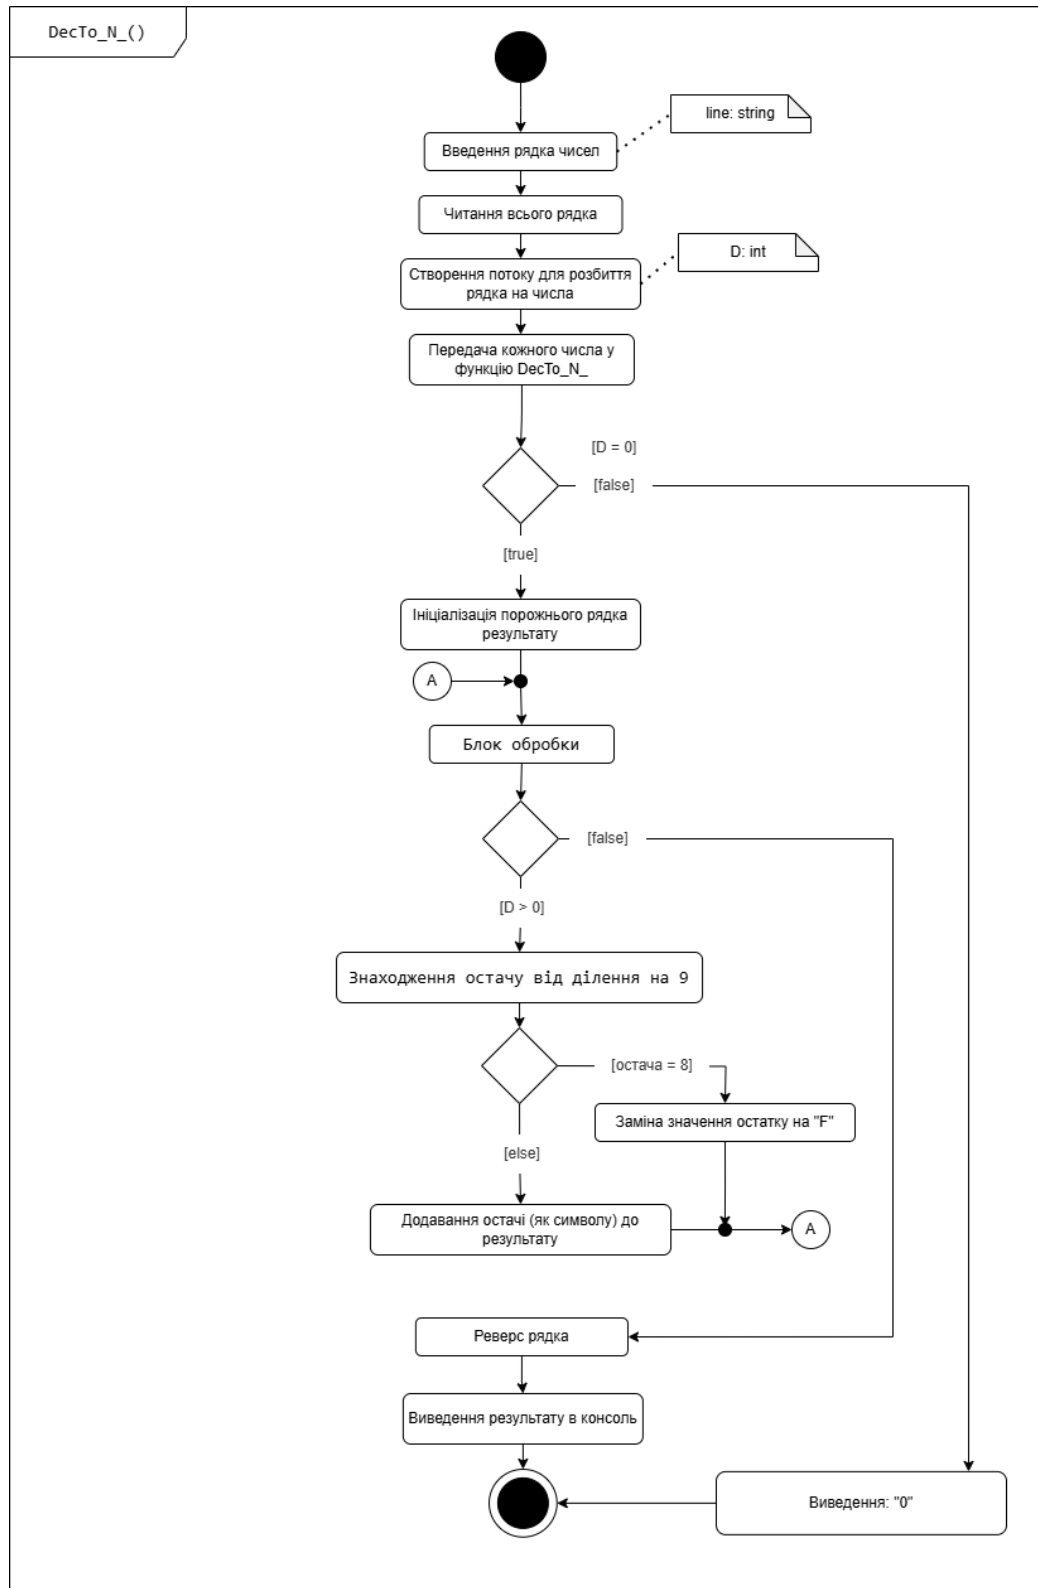 DecTo_N_()
line: string
Введення рядка чисел
Читання всього рядка
D: int
Створення потоку для розбиття
рядка на числа
Передача кожного числа у
функцію DecTo_N_
[D = 0]
[false]
[true]
Ініціалізація порожнього рядка
результату
A
Блок обробки
[false]
[D > 0]
Знаходження остачу від ділення на 9
[остача = 8]
Заміна значення остатку на "F"
[else]
Додавання остачі (як символу) до
результату
A
Реверс рядка
Виведення результату в консоль
Виведення: "0"